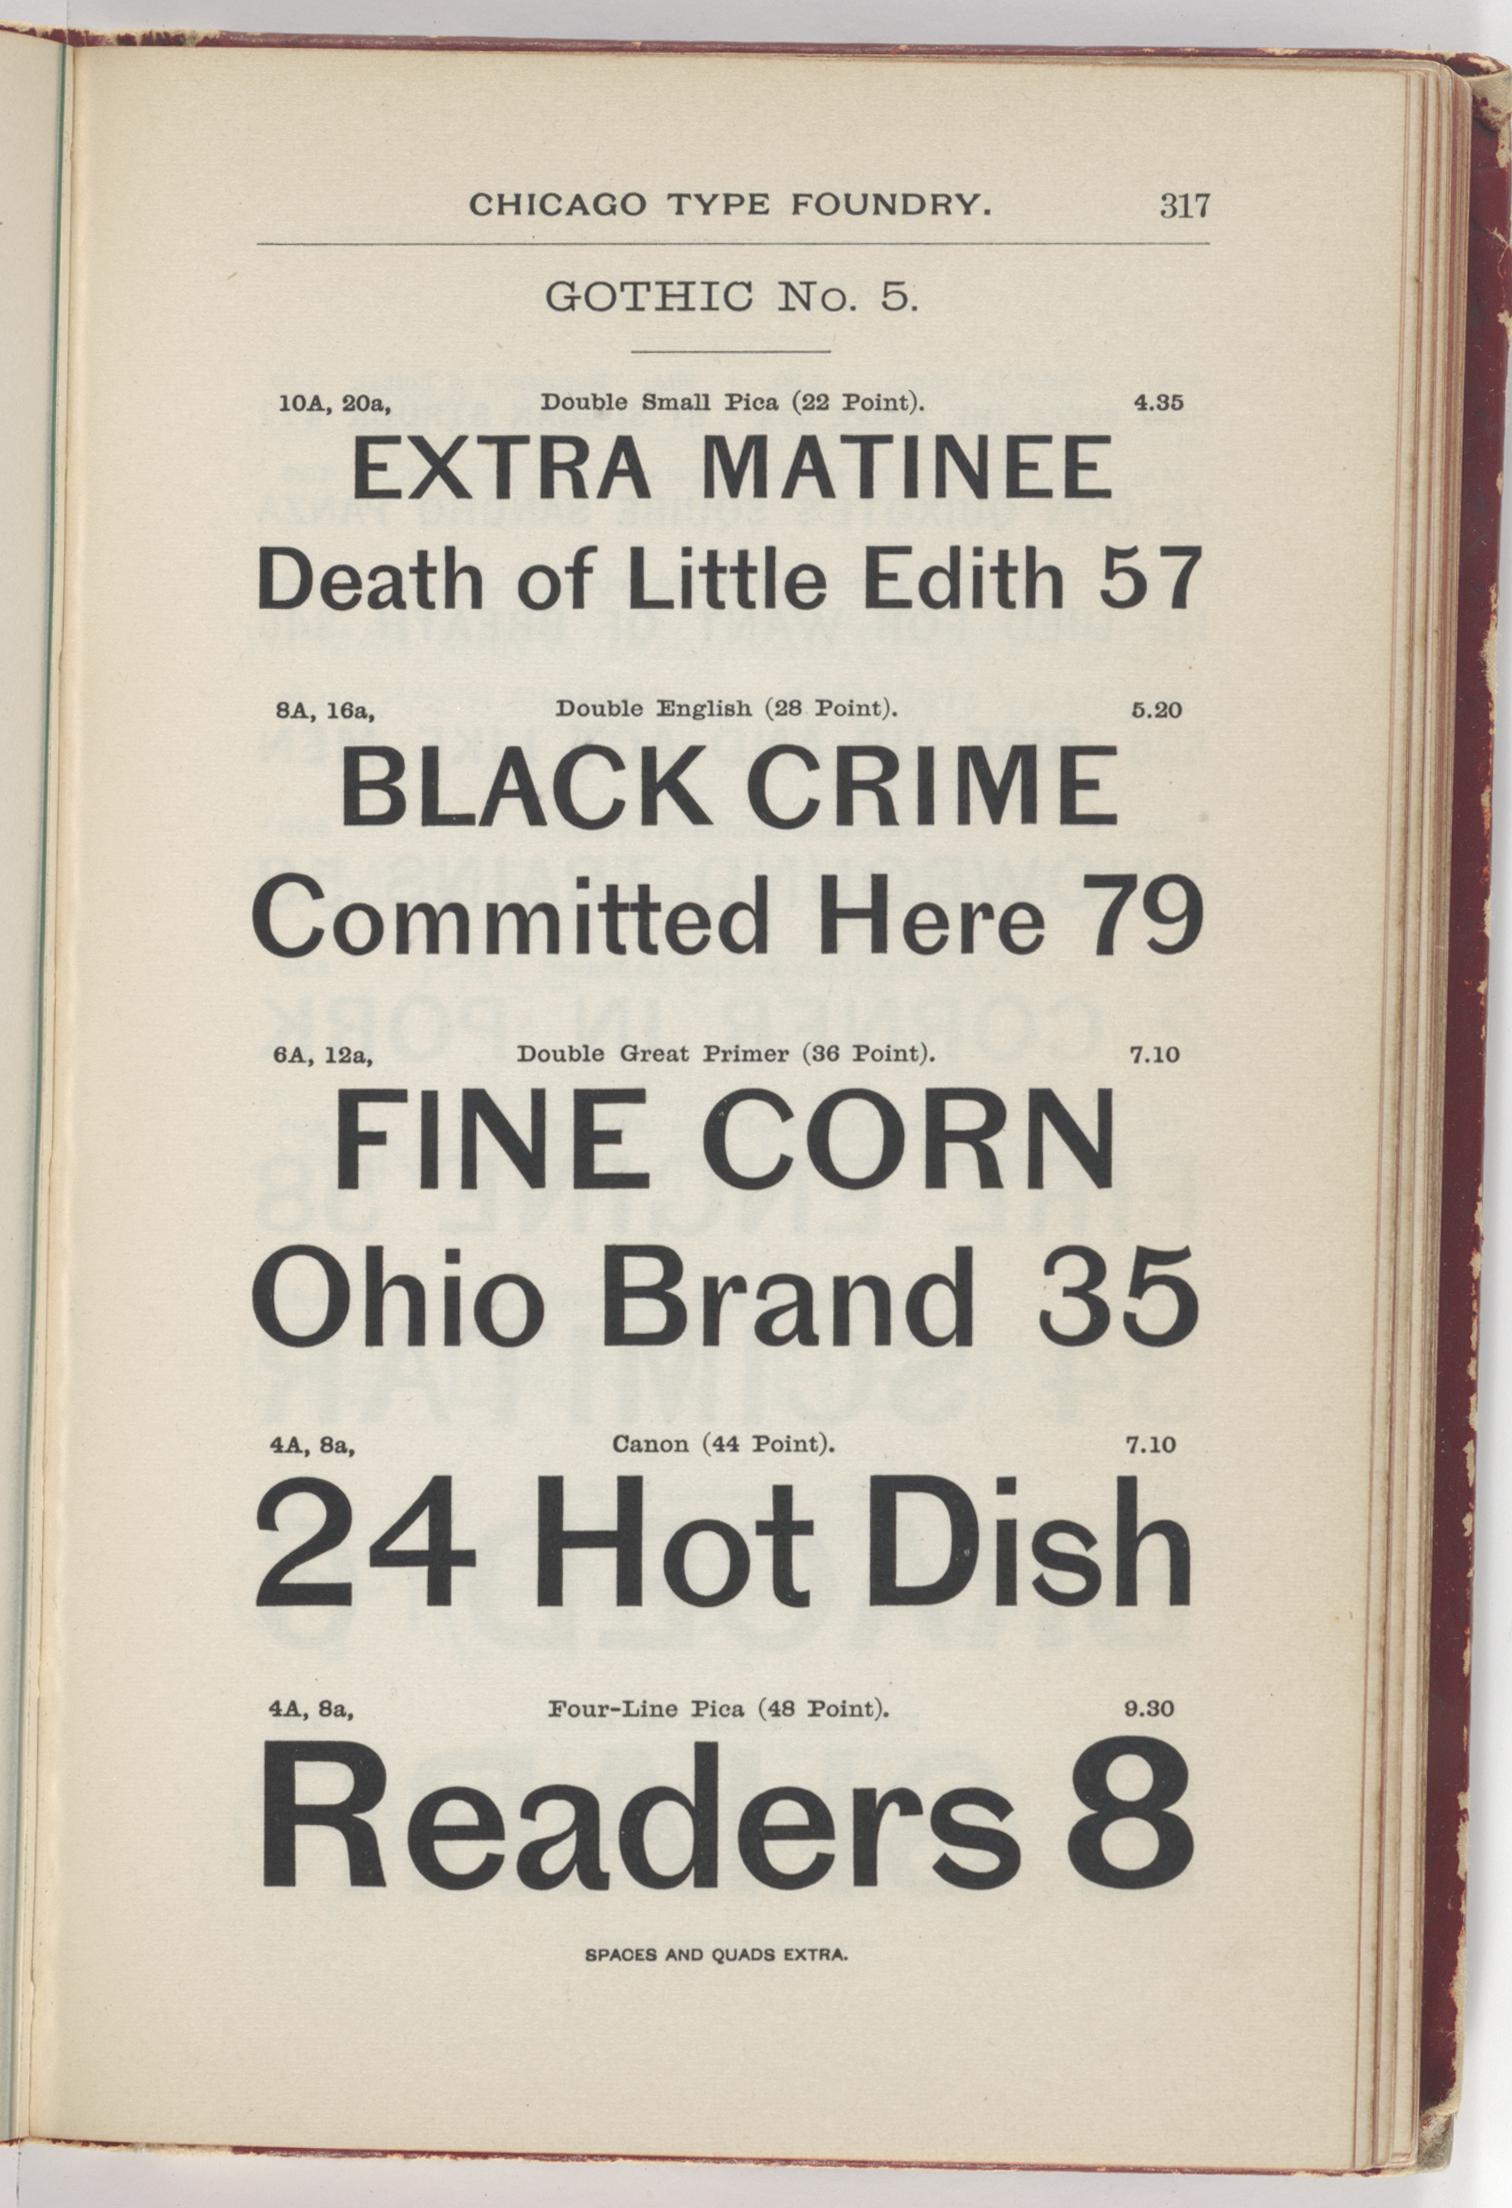 CHICAGO TYPE FOUNDRY. 317
GOTHIC No. 5.
10A, 20a, Double Small Pica (22 Point). 4.35
EXTRA MATINEE
Death of Little Edith 57
8A, 16a, Double English (28 Point). 5.20
BLACK CRIME
Committed Here 79
6A, 12a, Double Great Primer (36 Point). 7.10
FINE CORN
Ohio Brand 35
4A, 8a, Canon (44 Point). 7.10
24 Hot Dish
4A, 8a, Four-Line Pica (48 Point). 9.30
Readers 8
SPACES AND QUADS EXTRA.